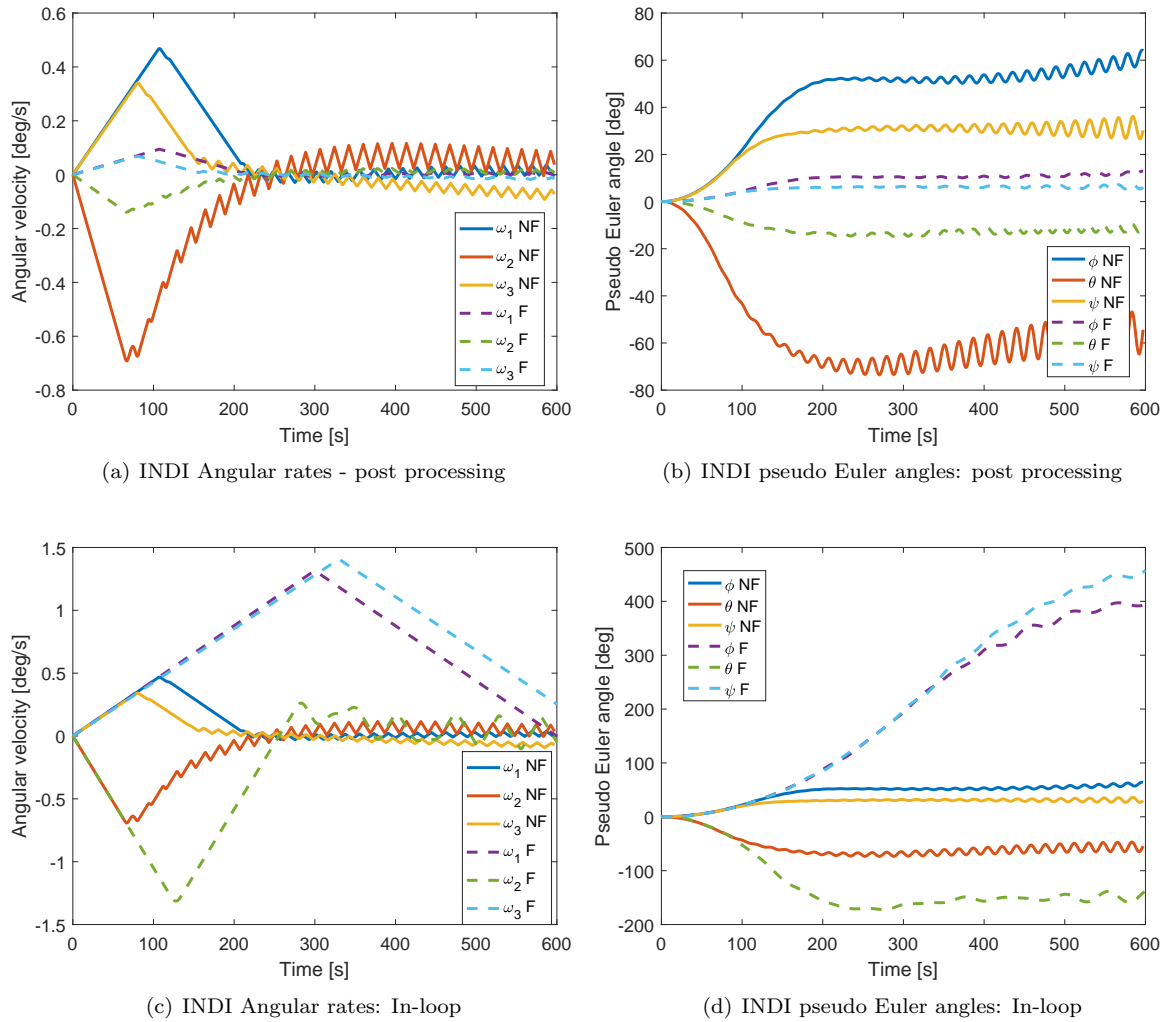 0.6
0.4
0.2
0
-0.2
-0.4
-0.6
-0.8
Angular velocity [deg/s]
ω1 NF
ω2 NF
ω3 NF
ω1 F
ω2 F
ω3 F
0 100 200 300 400 500 600
Time [s]
(a) INDI Angular rates - post processing
80
60
40
20
0
-20
-40
-60
-80
Pseudo Euler angle [deg]
ϕ NF
θ NF
ψ NF
ϕ F
θ F
ψ F
0 100 200 300 400 500 600
Time [s]
(b) INDI pseudo Euler angles: post processing
1.5
1
0.5
0
-0.5
-1
-1.5
Angular velocity [deg/s]
ω1 NF
ω2 NF
ω3 NF
ω1 F
ω2 F
ω3 F
0 100 200 300 400 500 600
Time [s]
(c) INDI Angular rates: In-loop
500
400
300
200
100
0
-100
-200
Pseudo Euler angle [deg]
ϕ NF
θ NF
ψ NF
ϕ F
θ F
ψ F
0 100 200 300 400 500 600
Time [s]
(d) INDI pseudo Euler angles: In-loop